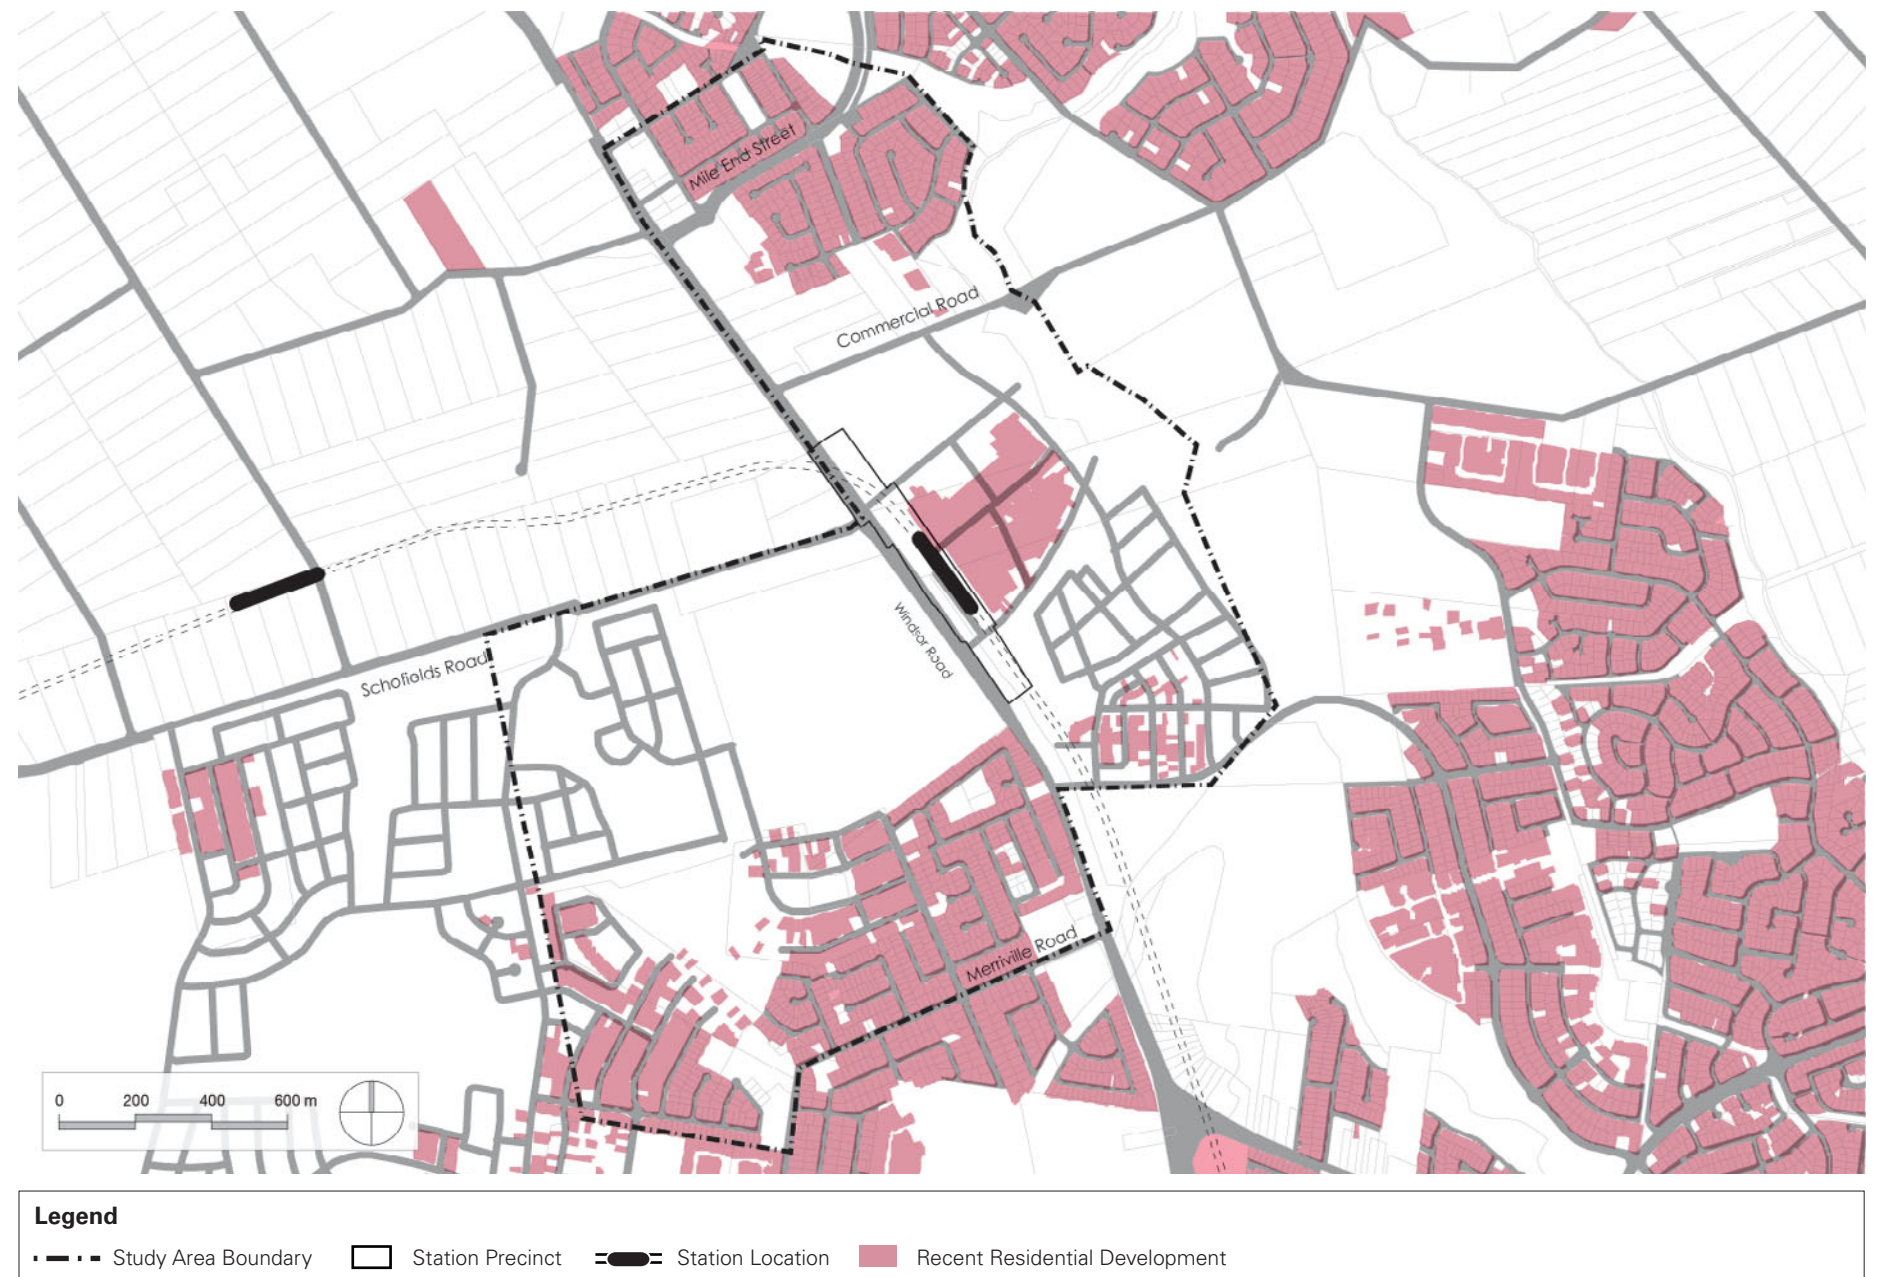 Mile End Street
Commercial Road
Windsor Road
Schofields Road
Merriville Road
0 200 400 600 m
Legend
Study Area Boundary Station Precinct Station Location Recent Residential Development